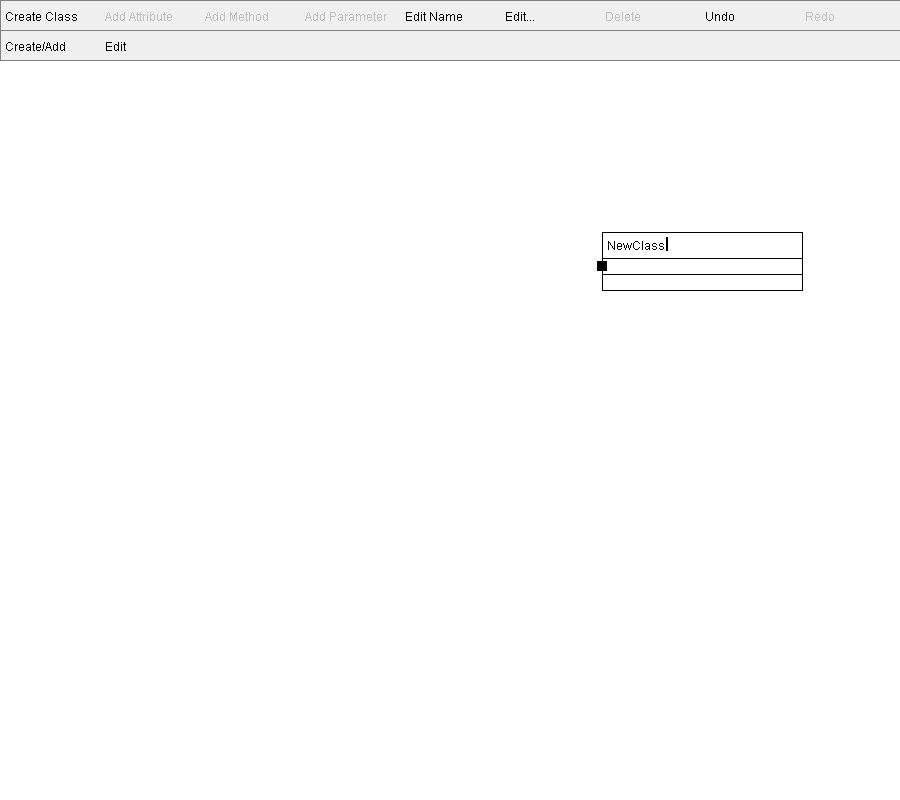 Create Class Add Attribute Add Method Add Parameter Edit Name Edit... Delete Undo Redo
Create/Add Edit
NewClass